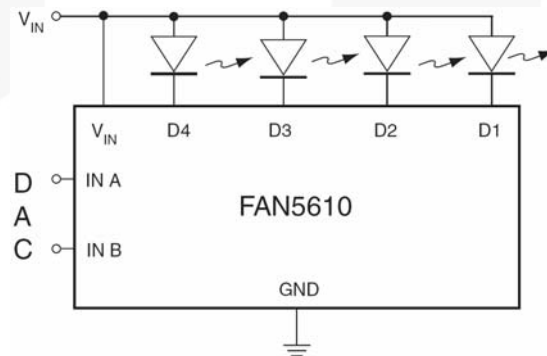 V_IN
V_IN D4 D3 D2 D1
D IN A
A FAN5610
C IN B
GND